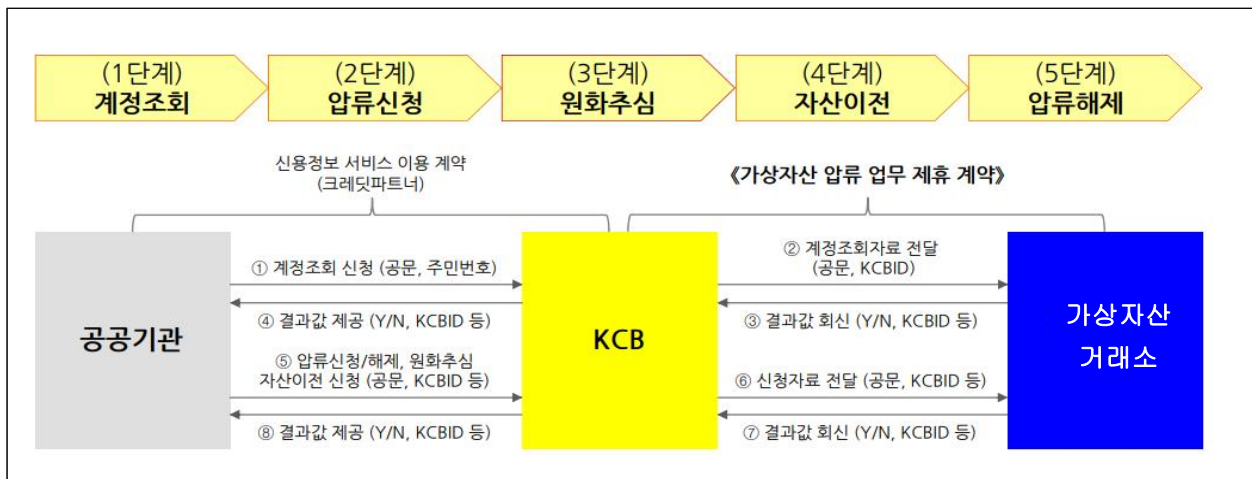 (1단계)
계정조회
(2단계)
압류신청
(3단계)
원화추심
(4단계)
자산이전
(5단계)
압류해제
신용정보 서비스 이용 계약
(크레딧파트너)
《가상자산 압류 업무 제휴 계약》
공공기관
① 계정조회 신청 (공문, 주민번호)
④ 결과값 제공 (Y/N, KCBID 등)
⑤ 압류신청/해제, 원화추심
자산이전 신청 (공문, KCBID 등)
⑧ 결과값 제공 (Y/N, KCBID 등)
KCB
② 계정조회자료 전달
(공문, KCBID)
③ 결과값 회신 (Y/N, KCBID 등)
⑥ 신청자료 전달 (공문, KCBID 등)
⑦ 결과값 회신 (Y/N, KCBID 등)
가상자산
거래소